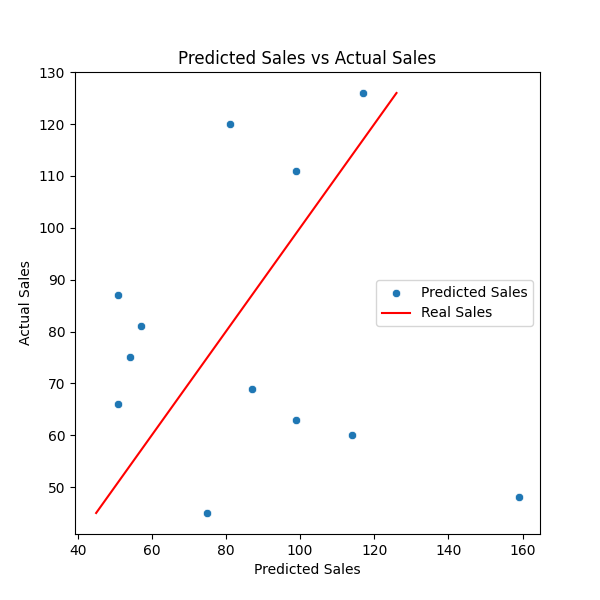 Predicted Sales vs Actual Sales
130
120
110
100
90
80
70
60
50
Actual Sales
Predicted Sales
Real Sales
40 60 80 100 120 140 160
Predicted Sales